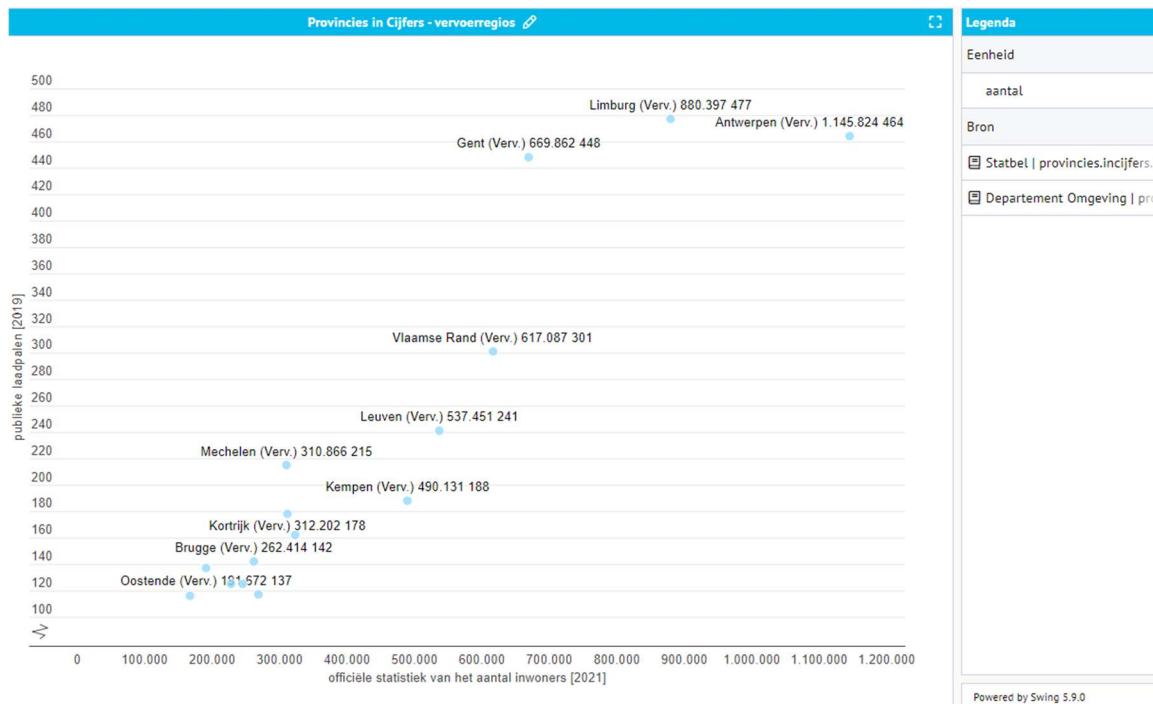 Provincies in Cijfers - vervoerregios
500
480
460
440
420
400
380
360
340
320
300
280
260
240
220
200
180
160
140
120
100
publieke laadpalen [2019]
Limburg (Verv.) 880.397 477
Antwerpen (Verv.) 1.145.824 464
Gent (Verv.) 669.862 448
Vlaamse Rand (Verv.) 617.087 301
Leuven (Verv.) 537.451 241
Mechelen (Verv.) 310.866 215
Kempen (Verv.) 490.131 188
Kortrijk (Verv.) 312.202 178
Brugge (Verv.) 262.414 142
Oostende (Verv.) 191.672 137
0 100.000 200.000 300.000 400.000 500.000 600.000 700.000 800.000 900.000 1.000.000 1.100.000 1.200.000
officiële statistiek van het aantal inwoners [2021]
Legenda
Eenheid
aantal
Bron
Statbel | provincies.incijfers.
Departement Omgeving | pro
Powered by Swing 5.9.0